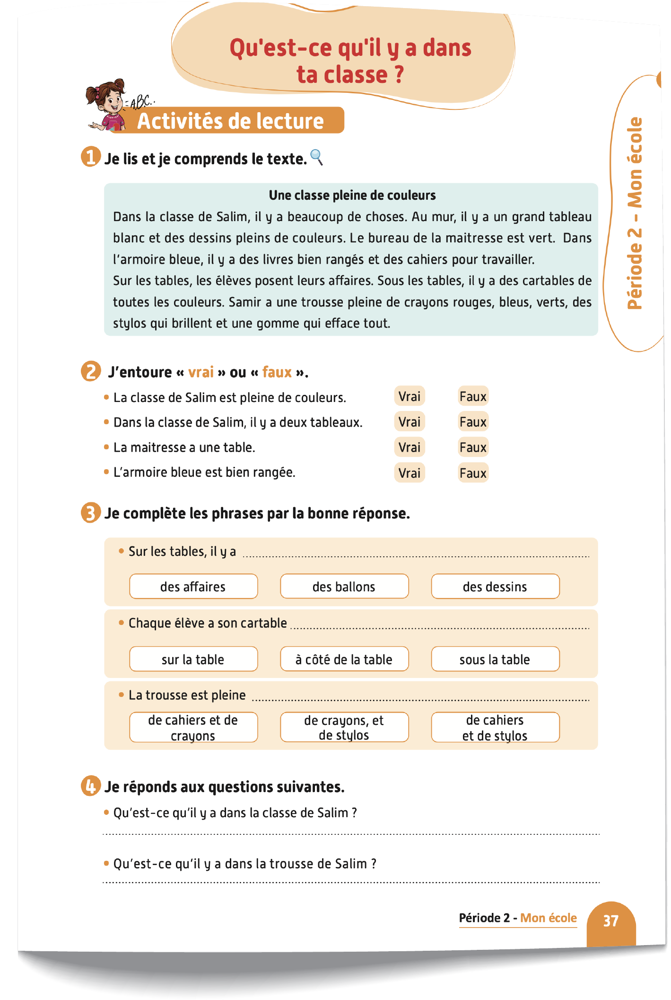 Qu'est-ce qu'il y a dans
ta classe ?
A.B.C..
Activités de lecture
Période 2 - Mon école
1 Je lis et je comprends le texte.
Une classe pleine de couleurs
Dans la classe de Salim, il y a beaucoup de choses. Au mur, il y a un grand tableau
blanc et des dessins pleins de couleurs. Le bureau de la maitresse est vert. Dans
l'armoire bleue, il y a des livres bien rangés et des cahiers pour travailler.
Sur les tables, les élèves posent leurs affaires. Sous les tables, il y a des cartables de
toutes les couleurs. Samir a une trousse pleine de crayons rouges, bleus, verts, des
stylos qui brillent et une gomme qui efface tout.
2 J'entoure « vrai » ou « faux ».
• La classe de Salim est pleine de couleurs. Vrai Faux
• Dans la classe de Salim, il y a deux tableaux. Vrai Faux
• La maitresse a une table. Vrai Faux
• L'armoire bleue est bien rangée. Vrai Faux
3 Je complète les phrases par la bonne réponse.
• Sur les tables, il y a
des affaires des ballons des dessins
• Chaque élève a son cartable
sur la table à côté de la table sous la table
• La trousse est pleine
de cahiers et de
crayons
de crayons, et
de stylos
de cahiers
et de stylos
4 Je réponds aux questions suivantes.
• Qu'est-ce qu'il y a dans la classe de Salim ?
• Qu'est-ce qu'il y a dans la trousse de Salim ?
Période 2 - Mon école 37